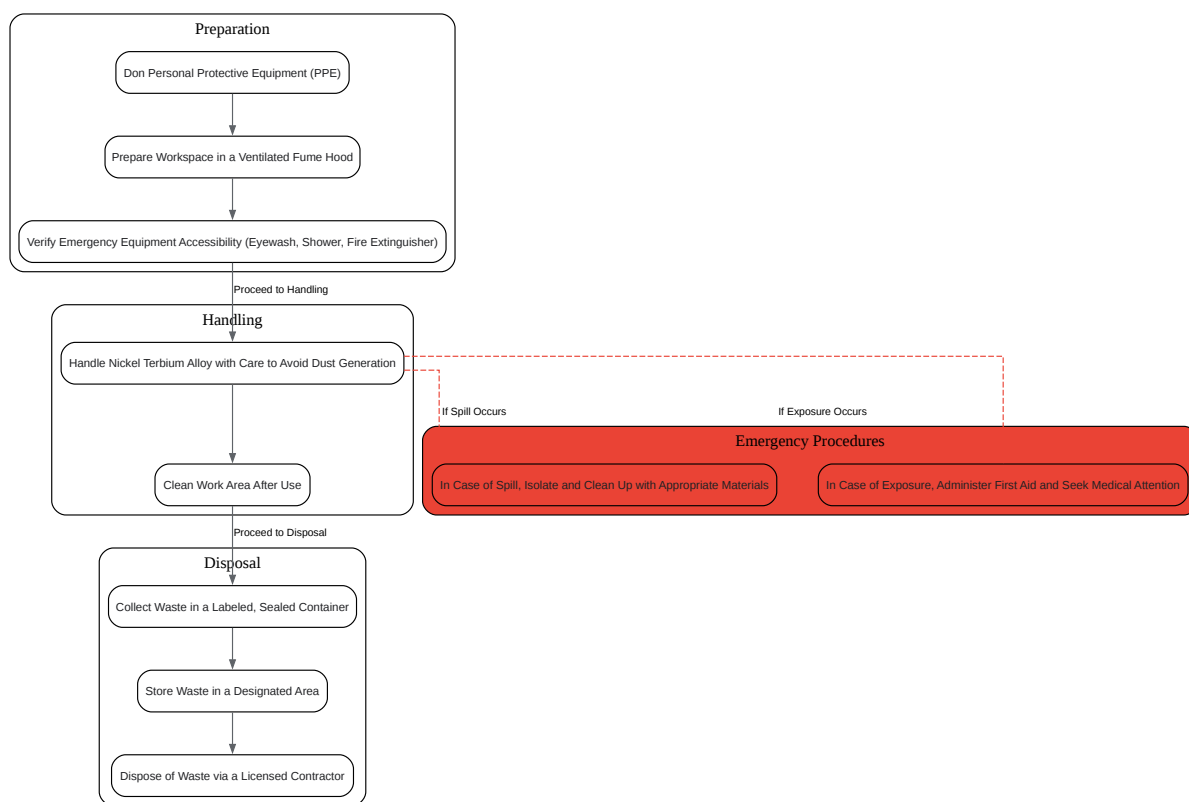 Preparation
Don Personal Protective Equipment (PPE)
Prepare Workspace in a Ventilated Fume Hood
Verify Emergency Equipment Accessibility (Eyewash, Shower, Fire Extinguisher)
Proceed to Handling
Handling
Handle Nickel Terbium Alloy with Care to Avoid Dust Generation
If Spill Occurs
If Exposure Occurs
Emergency Procedures
Clean Work Area After Use
In Case of Spill, Isolate and Clean Up with Appropriate Materials
In Case of Exposure, Administer First Aid and Seek Medical Attention
Proceed to Disposal
Disposal
Collect Waste in a Labeled, Sealed Container
Store Waste in a Designated Area
Dispose of Waste via a Licensed Contractor